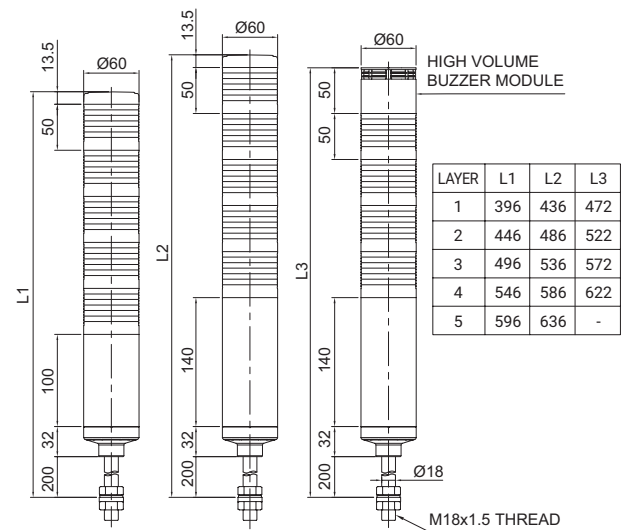 13.5
Ø60
50
L1
100
32
200
13.5
Ø60
50
L2
140
32
200
Ø60
HIGH VOLUME
BUZZER MODULE
50
50
L3
140
32
200
Ø18
M18x1.5 THREAD
LAYER L1 L2 L3
1 396 436 472
2 446 486 522
3 496 536 572
4 546 586 622
5 596 636 -